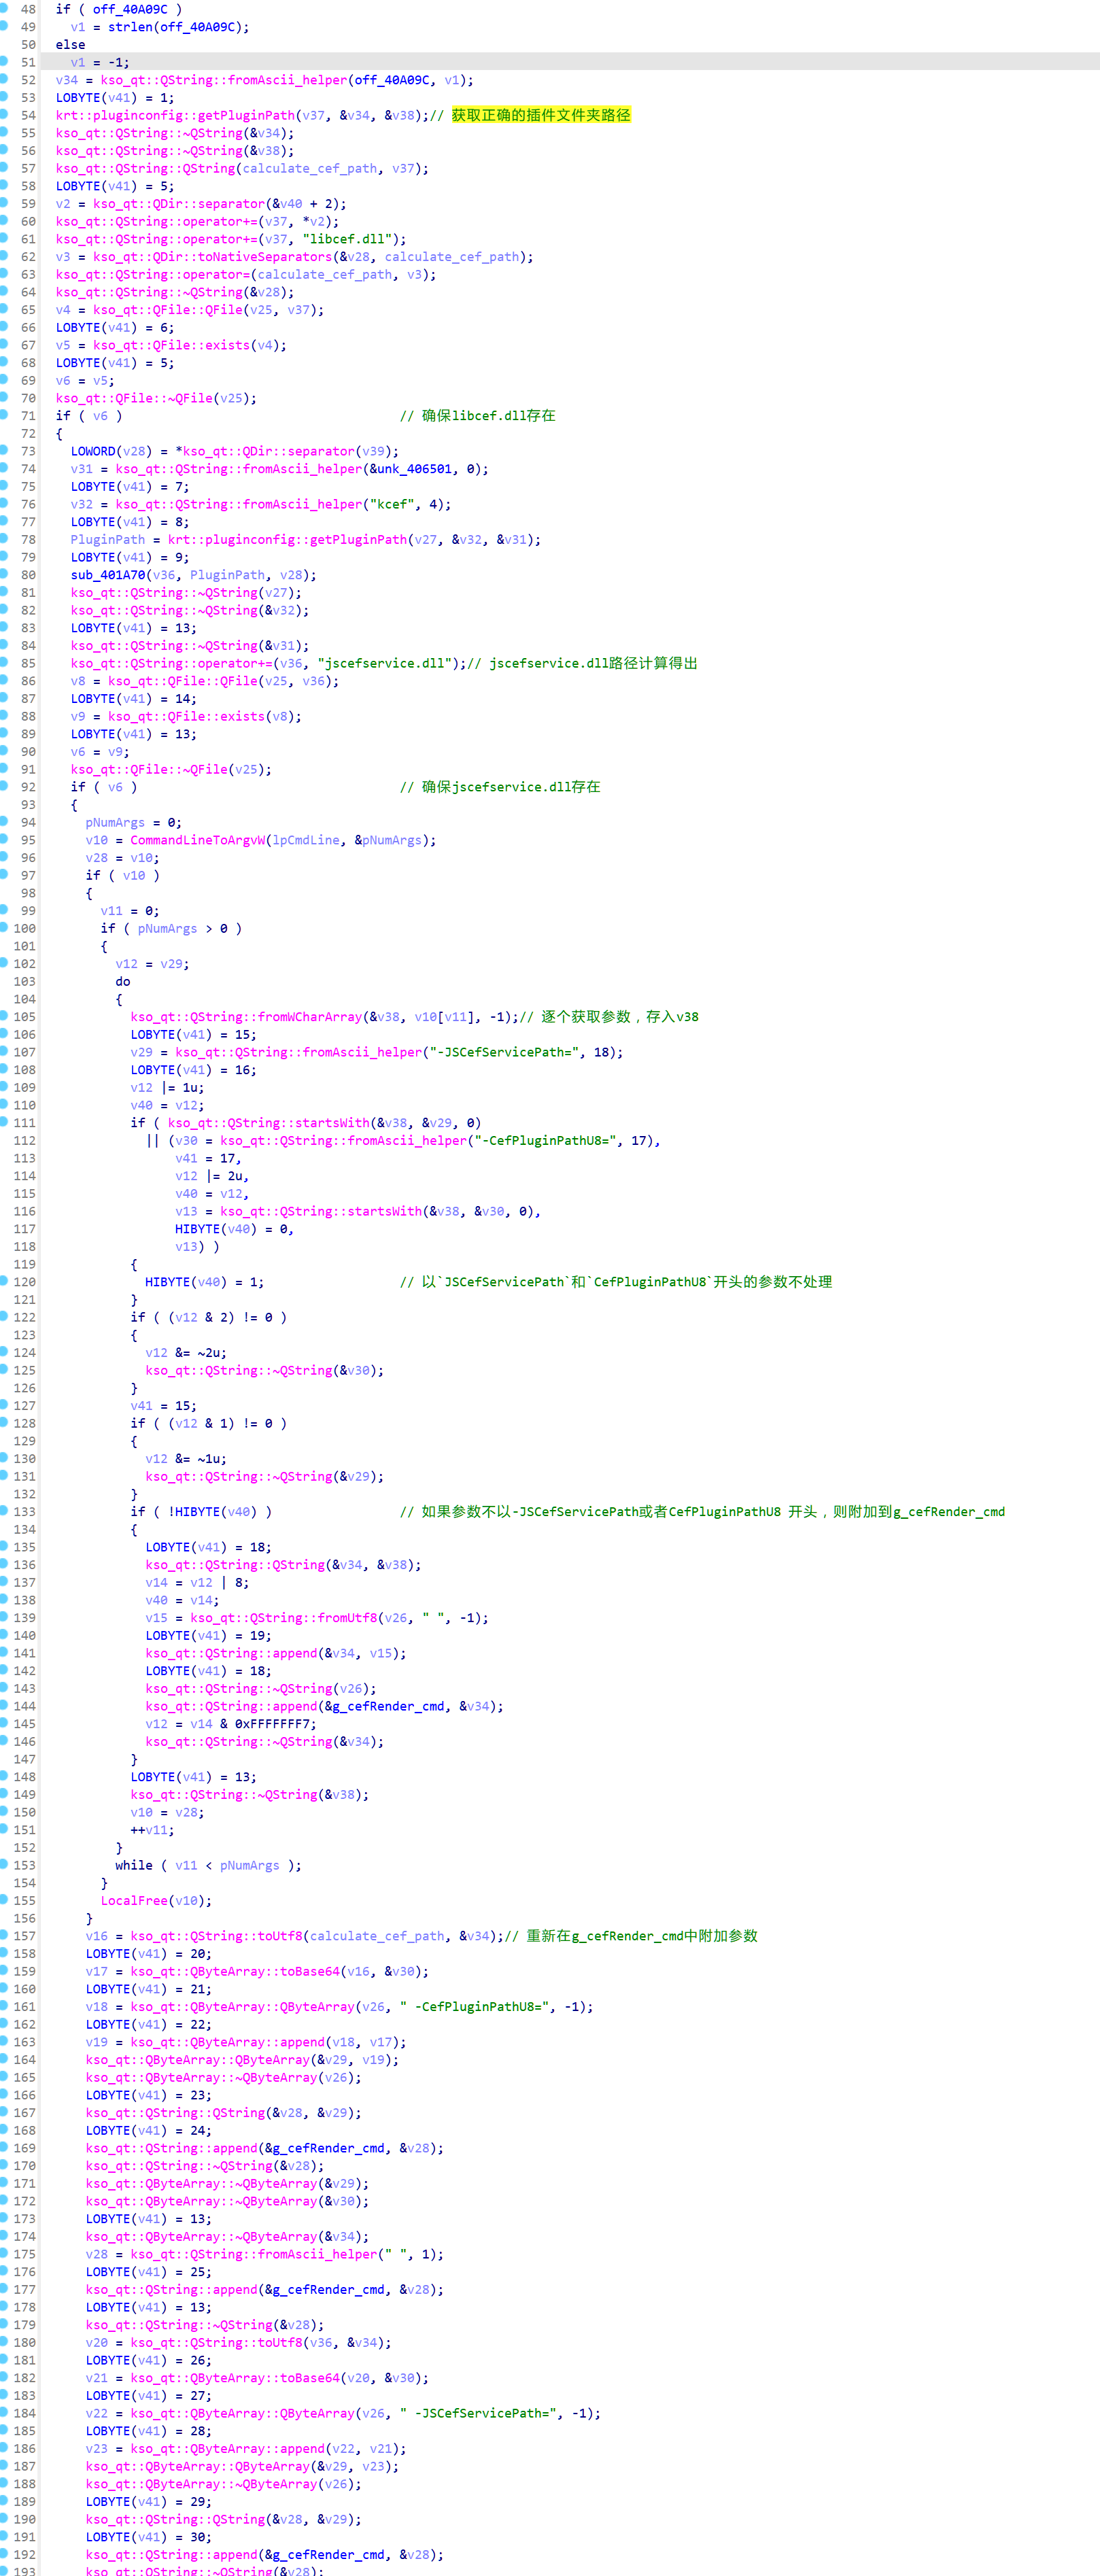 48 if ( off_40A09C )
49 v1 = strlen(off_40A09C);
50 else
51 v1 = -1;
52 v34 = kso_qt::QString::fromAscii_helper(off_40A09C, v1);
53 LOBYTE(v41) = 1;
54 krt::pluginconfig::getPluginPath(v37, &v34, &v38);// 获取正确的插件文件夹路径
55 kso_qt::QString::~QString(&v34);
56 kso_qt::QString::~QString(&v38);
57 kso_qt::QString::QString(calculate_cef_path, v37);
58 LOBYTE(v41) = 5;
59 v2 = kso_qt::QDir::separator(&v40 + 2);
60 kso_qt::QString::operator+=(v37, *v2);
61 kso_qt::QString::operator+=(v37, "libcef.dll");
62 v3 = kso_qt::QDir::toNativeSeparators(&v28, calculate_cef_path);
63 kso_qt::QString::operator=(calculate_cef_path, v3);
64 kso_qt::QString::~QString(&v28);
65 v4 = kso_qt::QFile::QFile(v25, v37);
66 LOBYTE(v41) = 6;
67 v5 = kso_qt::QFile::exists(v4);
68 LOBYTE(v41) = 5;
69 v6 = v5;
70 kso_qt::QFile::~QFile(v25);
71 if ( v6 ) // 确保libcef.dll存在
72 {
73 LOWORD(v28) = *kso_qt::QDir::separator(v39);
74 v31 = kso_qt::QString::fromAscii_helper(&unk_406501, 0);
75 LOBYTE(v41) = 7;
76 v32 = kso_qt::QString::fromAscii_helper("kcef", 4);
77 LOBYTE(v41) = 8;
78 PluginPath = krt::pluginconfig::getPluginPath(v27, &v32, &v31);
79 LOBYTE(v41) = 9;
80 sub_401A70(v36, PluginPath, v28);
81 kso_qt::QString::~QString(v27);
82 kso_qt::QString::~QString(&v32);
83 LOBYTE(v41) = 13;
84 kso_qt::QString::~QString(&v31);
85 kso_qt::QString::operator+=(v36, "jscefservice.dll");// jscefservice.dll路径计算得出
86 v8 = kso_qt::QFile::QFile(v25, v36);
87 LOBYTE(v41) = 14;
88 v9 = kso_qt::QFile::exists(v8);
89 LOBYTE(v41) = 13;
90 v6 = v9;
91 kso_qt::QFile::~QFile(v25);
92 if ( v6 ) // 确保jscefservice.dll存在
93 {
94 pNumArgs = 0;
95 v10 = CommandLineToArgvW(lpCmdLine, &pNumArgs);
96 v28 = v10;
97 if ( v10 )
98 {
99 v11 = 0;
100 if ( pNumArgs > 0 )
101 {
102 v12 = v29;
103 do
104 {
105 kso_qt::QString::fromWCharArray(&v38, v10[v11], -1);// 逐个获取参数，存入v38
106 LOBYTE(v41) = 15;
107 v29 = kso_qt::QString::fromAscii_helper("-JSCefServicePath=", 18);
108 LOBYTE(v41) = 16;
109 v12 |= 1u;
110 v40 = v12;
111 if ( kso_qt::QString::startsWith(&v38, &v29, 0)
112 || (v30 = kso_qt::QString::fromAscii_helper("-CefPluginPathU8=", 17),
113 v41 = 17,
114 v12 |= 2u,
115 v40 = v12,
116 v13 = kso_qt::QString::startsWith(&v38, &v30, 0),
117 HIBYTE(v40) = 0,
118 v13) )
119 {
120 HIBYTE(v40) = 1; // 以`JSCefServicePath`和`CefPluginPathU8`开头的参数不处理
121 }
122 if ( (v12 & 2) != 0 )
123 {
124 v12 &= ~2u;
125 kso_qt::QString::~QString(&v30);
126 }
127 v41 = 15;
128 if ( (v12 & 1) != 0 )
129 {
130 v12 &= ~1u;
131 kso_qt::QString::~QString(&v29);
132 }
133 if ( !HIBYTE(v40) ) // 如果参数不以-JSCefServicePath或者CefPluginPathU8 开头，则附加到g_cefRender_cmd
134 {
135 LOBYTE(v41) = 18;
136 kso_qt::QString::QString(&v34, &v38);
137 v14 = v12 | 8;
138 v40 = v14;
139 v15 = kso_qt::QString::fromUtf8(v26, " ", -1);
140 LOBYTE(v41) = 19;
141 kso_qt::QString::append(&v34, v15);
142 LOBYTE(v41) = 18;
143 kso_qt::QString::~QString(v26);
144 kso_qt::QString::append(&g_cefRender_cmd, &v34);
145 v12 = v14 & 0xFFFFFFF7;
146 kso_qt::QString::~QString(&v34);
147 }
148 LOBYTE(v41) = 13;
149 kso_qt::QString::~QString(&v38);
150 v10 = v28;
151 ++v11;
152 }
153 while ( v11 < pNumArgs );
154 }
155 LocalFree(v10);
156 }
157 v16 = kso_qt::QString::toUtf8(calculate_cef_path, &v34);// 重新在g_cefRender_cmd中附加参数
158 LOBYTE(v41) = 20;
159 v17 = kso_qt::QByteArray::toBase64(v16, &v30);
160 LOBYTE(v41) = 21;
161 v18 = kso_qt::QByteArray::QByteArray(v26, " -CefPluginPathU8=", -1);
162 LOBYTE(v41) = 22;
163 v19 = kso_qt::QByteArray::append(v18, v17);
164 kso_qt::QByteArray::QByteArray(&v29, v19);
165 kso_qt::QByteArray::~QByteArray(v26);
166 LOBYTE(v41) = 23;
167 kso_qt::QString::QString(&v28, &v29);
168 LOBYTE(v41) = 24;
169 kso_qt::QString::append(&g_cefRender_cmd, &v28);
170 kso_qt::QString::~QString(&v28);
171 kso_qt::QByteArray::~QByteArray(&v29);
172 kso_qt::QByteArray::~QByteArray(&v30);
173 LOBYTE(v41) = 13;
174 kso_qt::QByteArray::~QByteArray(&v34);
175 v28 = kso_qt::QString::fromAscii_helper(" ", 1);
176 LOBYTE(v41) = 25;
177 kso_qt::QString::append(&g_cefRender_cmd, &v28);
178 LOBYTE(v41) = 13;
179 kso_qt::QString::~QString(&v28);
180 v20 = kso_qt::QString::toUtf8(v36, &v34);
181 LOBYTE(v41) = 26;
182 v21 = kso_qt::QByteArray::toBase64(v20, &v30);
183 LOBYTE(v41) = 27;
184 v22 = kso_qt::QByteArray::QByteArray(v26, " -JSCefServicePath=", -1);
185 LOBYTE(v41) = 28;
186 v23 = kso_qt::QByteArray::append(v22, v21);
187 kso_qt::QByteArray::QByteArray(&v29, v23);
188 kso_qt::QByteArray::~QByteArray(v26);
189 LOBYTE(v41) = 29;
190 kso_qt::QString::QString(&v28, &v29);
191 LOBYTE(v41) = 30;
192 kso_qt::QString::append(&g_cefRender_cmd, &v28);
193 kso_qt::QString::~QString(&v28);